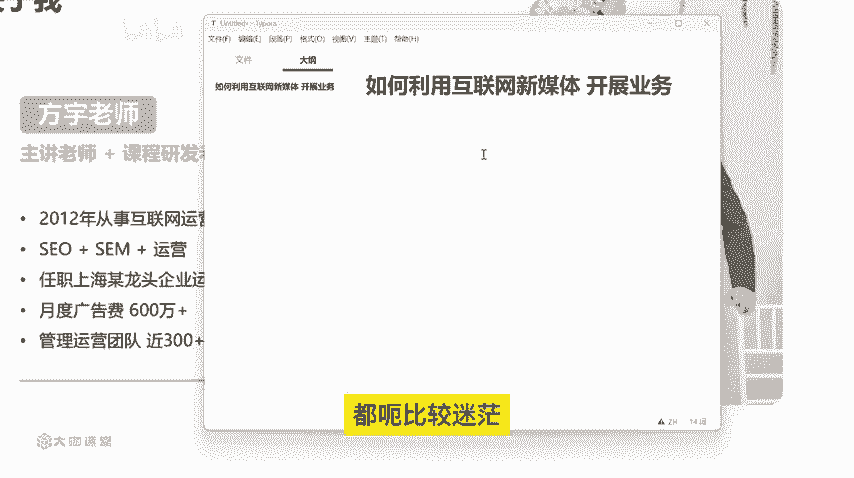 于我
LALA
方宇老师
主讲老师 + 课程研发
2012年从事互联网运营
SEO + SEM + 运营
任职上海某龙头企业运
月度广告费 600万+
管理运营团队 近300+
Untitled - Typora
文件(F) 编辑(E) 段落(P) 格式(O) 视图(V) 主题(T) 帮助(H)
文件 大纲
如何利用互联网新媒体 开展业务
如何利用互联网新媒体 开展业务
都呃比较迷茫
ZH 14 词